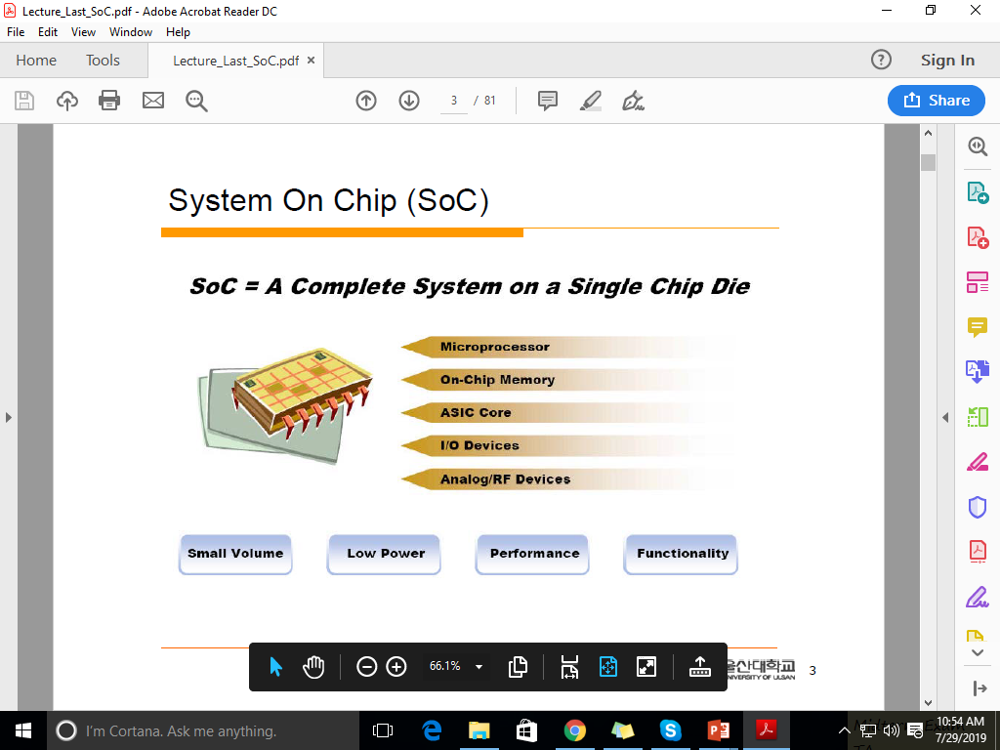 Lecture_Last_SoC.pdf - Adobe Acrobat Reader DC
File Edit View Window Help
Home Tools Lecture_Last_SoC.pdf × Sign In
3 / 81 Share
System On Chip (SoC)
SoC = A Complete System on a Single Chip Die
Microprocessor
On-Chip Memory
ASIC Core
I/O Devices
Analog/RF Devices
Small Volume Low Power Performance Functionality
66.1%
울산대학교
UNIVERSITY OF ULSAN
3
I'm Cortana. Ask me anything.
10:54 AM
7/29/2019